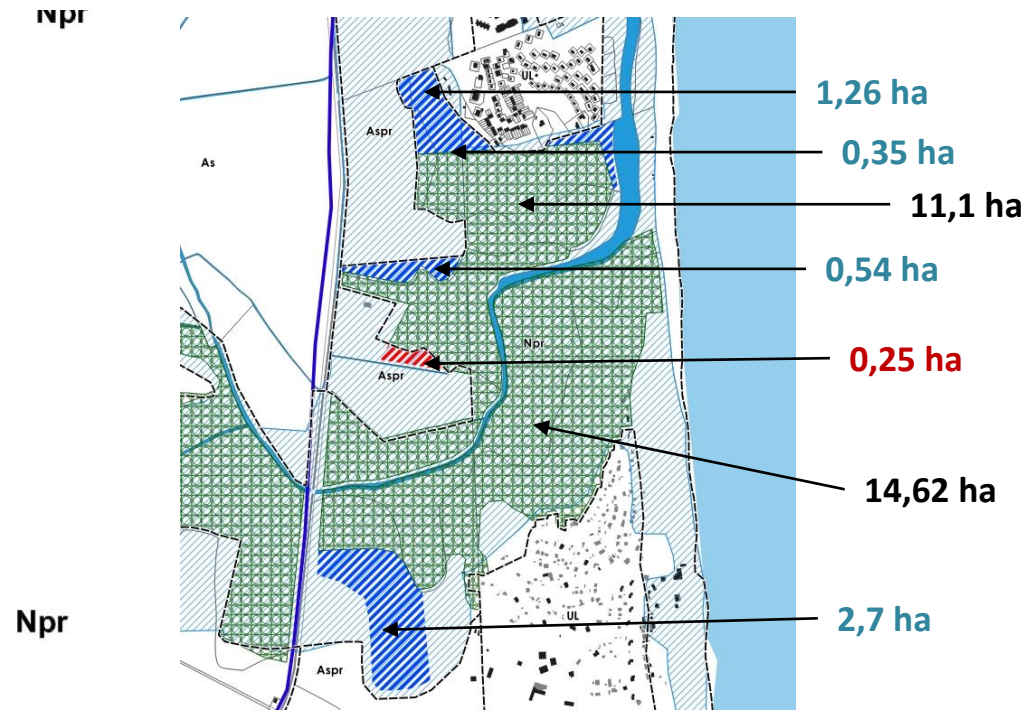 Npr
UL*
1,26 ha
Aspr
0,35 ha
As
11,1 ha
0,54 ha
Npr
0,25 ha
Aspr
14,62 ha
Npr
UL
2,7 ha
Aspr